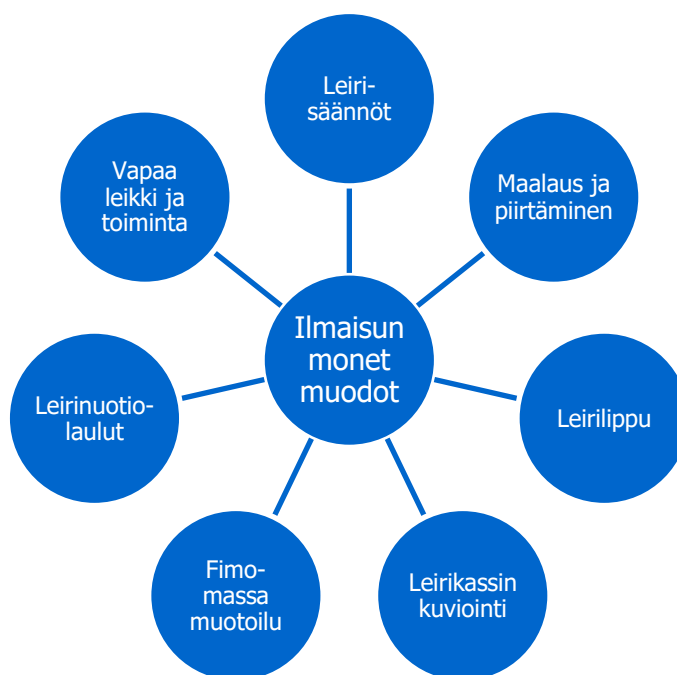 Leiri-
säännöt
Vapaa
leikki ja
toiminta
Maalaus ja
piirtäminen
Ilmaisun
monet
muodot
Leirinuotio-
laulut
Leirilippu
Fimo-
massa
muotoilu
Leirikassin
kuviointi